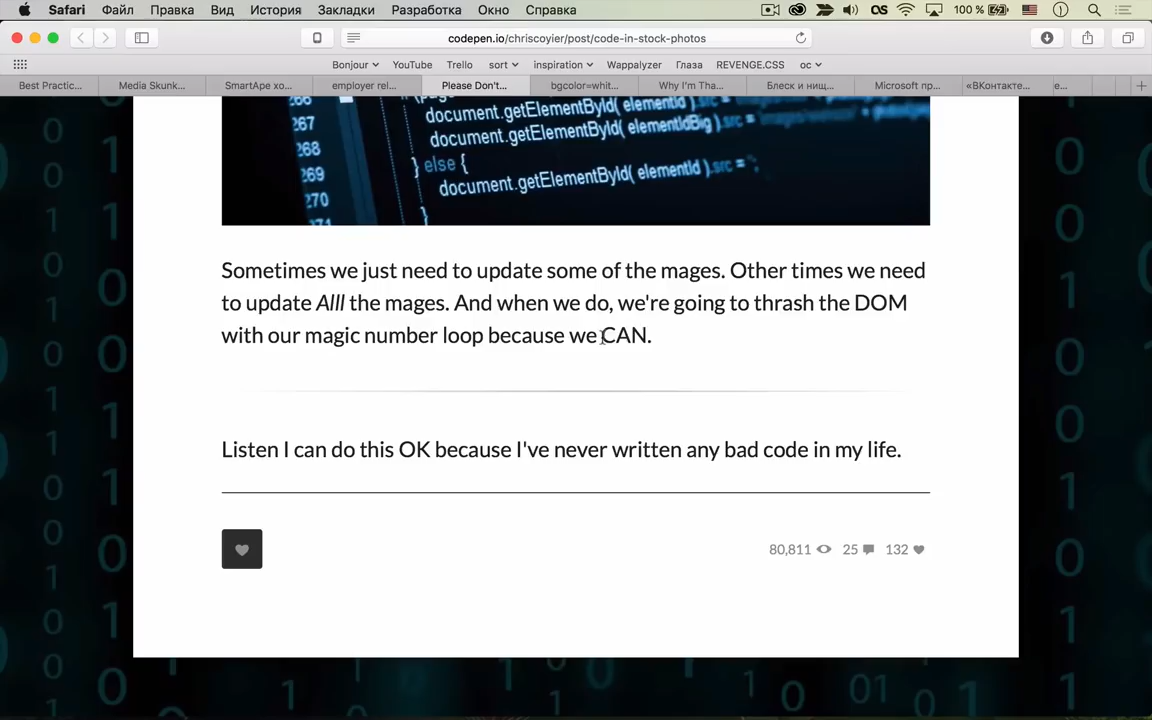 Safari Файл Правка Вид История Закладки Разработка Окно Справка 100 %
codepen.io/chriscoyier/post/code-in-stock-photos
Bonjour YouTube Trello sort inspiration Wappalyzer Глаза REVENGE.CSS ос
Best Practic... Media Skunk... SmartApe хо... employer rel... Please Don't... bgcolor=whit... Why I'm Tha... Блеск и нищ... Microsoft пр... «ВКонтакте... е...
266
267 document.getElementById( elementId ).src =
268 document.getElementById( elementIdBig ).src =
269 } else {
270 document.getElementById( elementId ).src = '';
271 }
Sometimes we just need to update some of the mages. Other times we need
to update Alll the mages. And when we do, we're going to thrash the DOM
with our magic number loop because we CAN.
Listen I can do this OK because I've never written any bad code in my life.
80,811 25 132